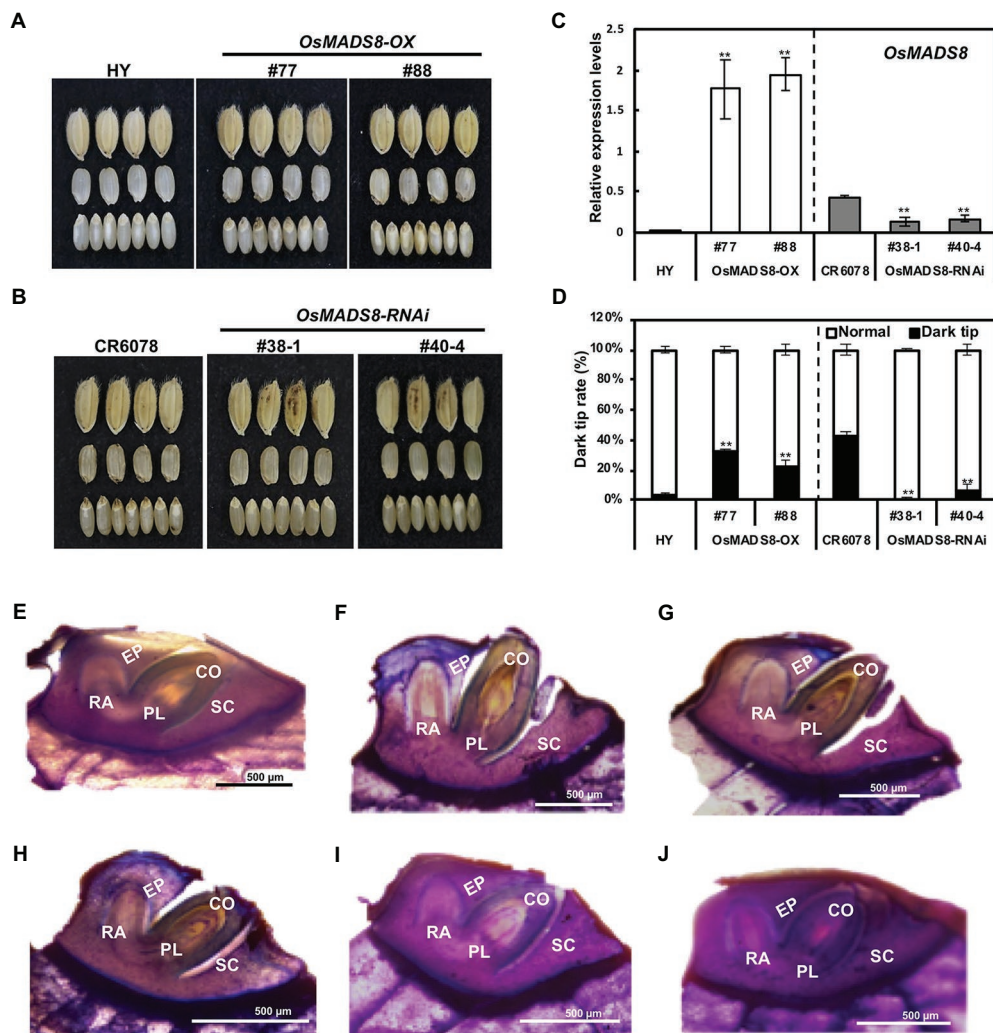 A
OsMADS8-OX
HY #77 #88
B
OsMADS8-RNAi
CR6078 #38-1 #40-4
C
OsMADS8
Relative expression levels
2.5
2
1.5
1
0.5
0
** ** ** **
#77 #88 #38-1 #40-4
HY OsMADS8-OX CR6078 OsMADS8-RNAi
D
Normal Dark tip
Dark tip rate (%)
120%
100%
80%
60%
40%
20%
0%
** ** ** **
#77 #88 #38-1 #40-4
HY OsMADS8-OX CR6078 OsMADS8-RNAi
E
EP CO
RA PL SC
500 µm
F
EP CO
RA PL SC
500 µm
G
EP CO
RA PL SC
500 µm
H
EP CO
RA PL SC
500 µm
I
EP CO
RA PL SC
500 µm
J
EP CO
RA PL SC
500 µm